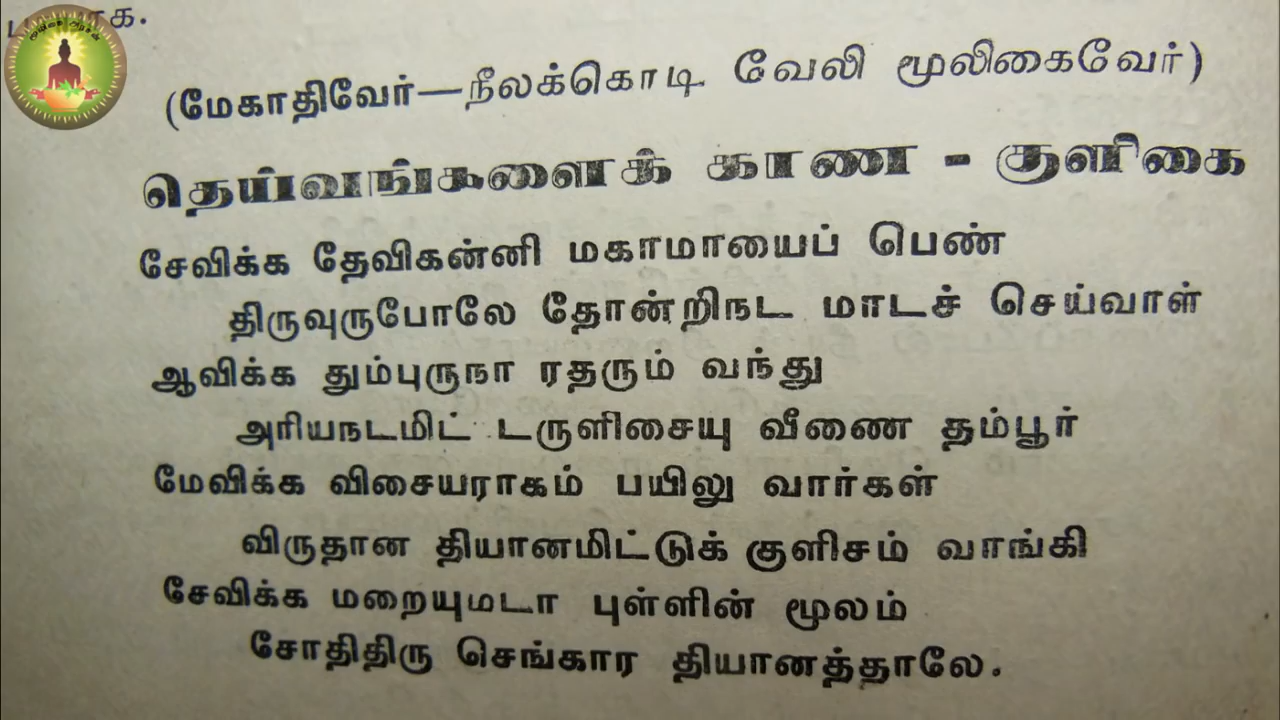 (மேகாதிவேர்—நீலக்கொடி வேலி மூலிகைவேர்)
தெய்வங்களைக் காண - குளிகை
சேவிக்க தேவிகன்னி மகாமாயைப் பெண்
திருவுருபோலே தோன்றிநட மாடச் செய்வாள்
ஆவிக்க தும்புருநா ரதரும் வந்து
அரியநடமிட் டருளிசையு வீணை தம்பூர்
மேவிக்க விசையராகம் பயிலு வார்கள்
விருதான தியானமிட்டுக் குளிசம் வாங்கி
சேவிக்க மறையுமடா புள்ளின் மூலம்
சோதிதிரு செங்கார தியானத்தாலே.